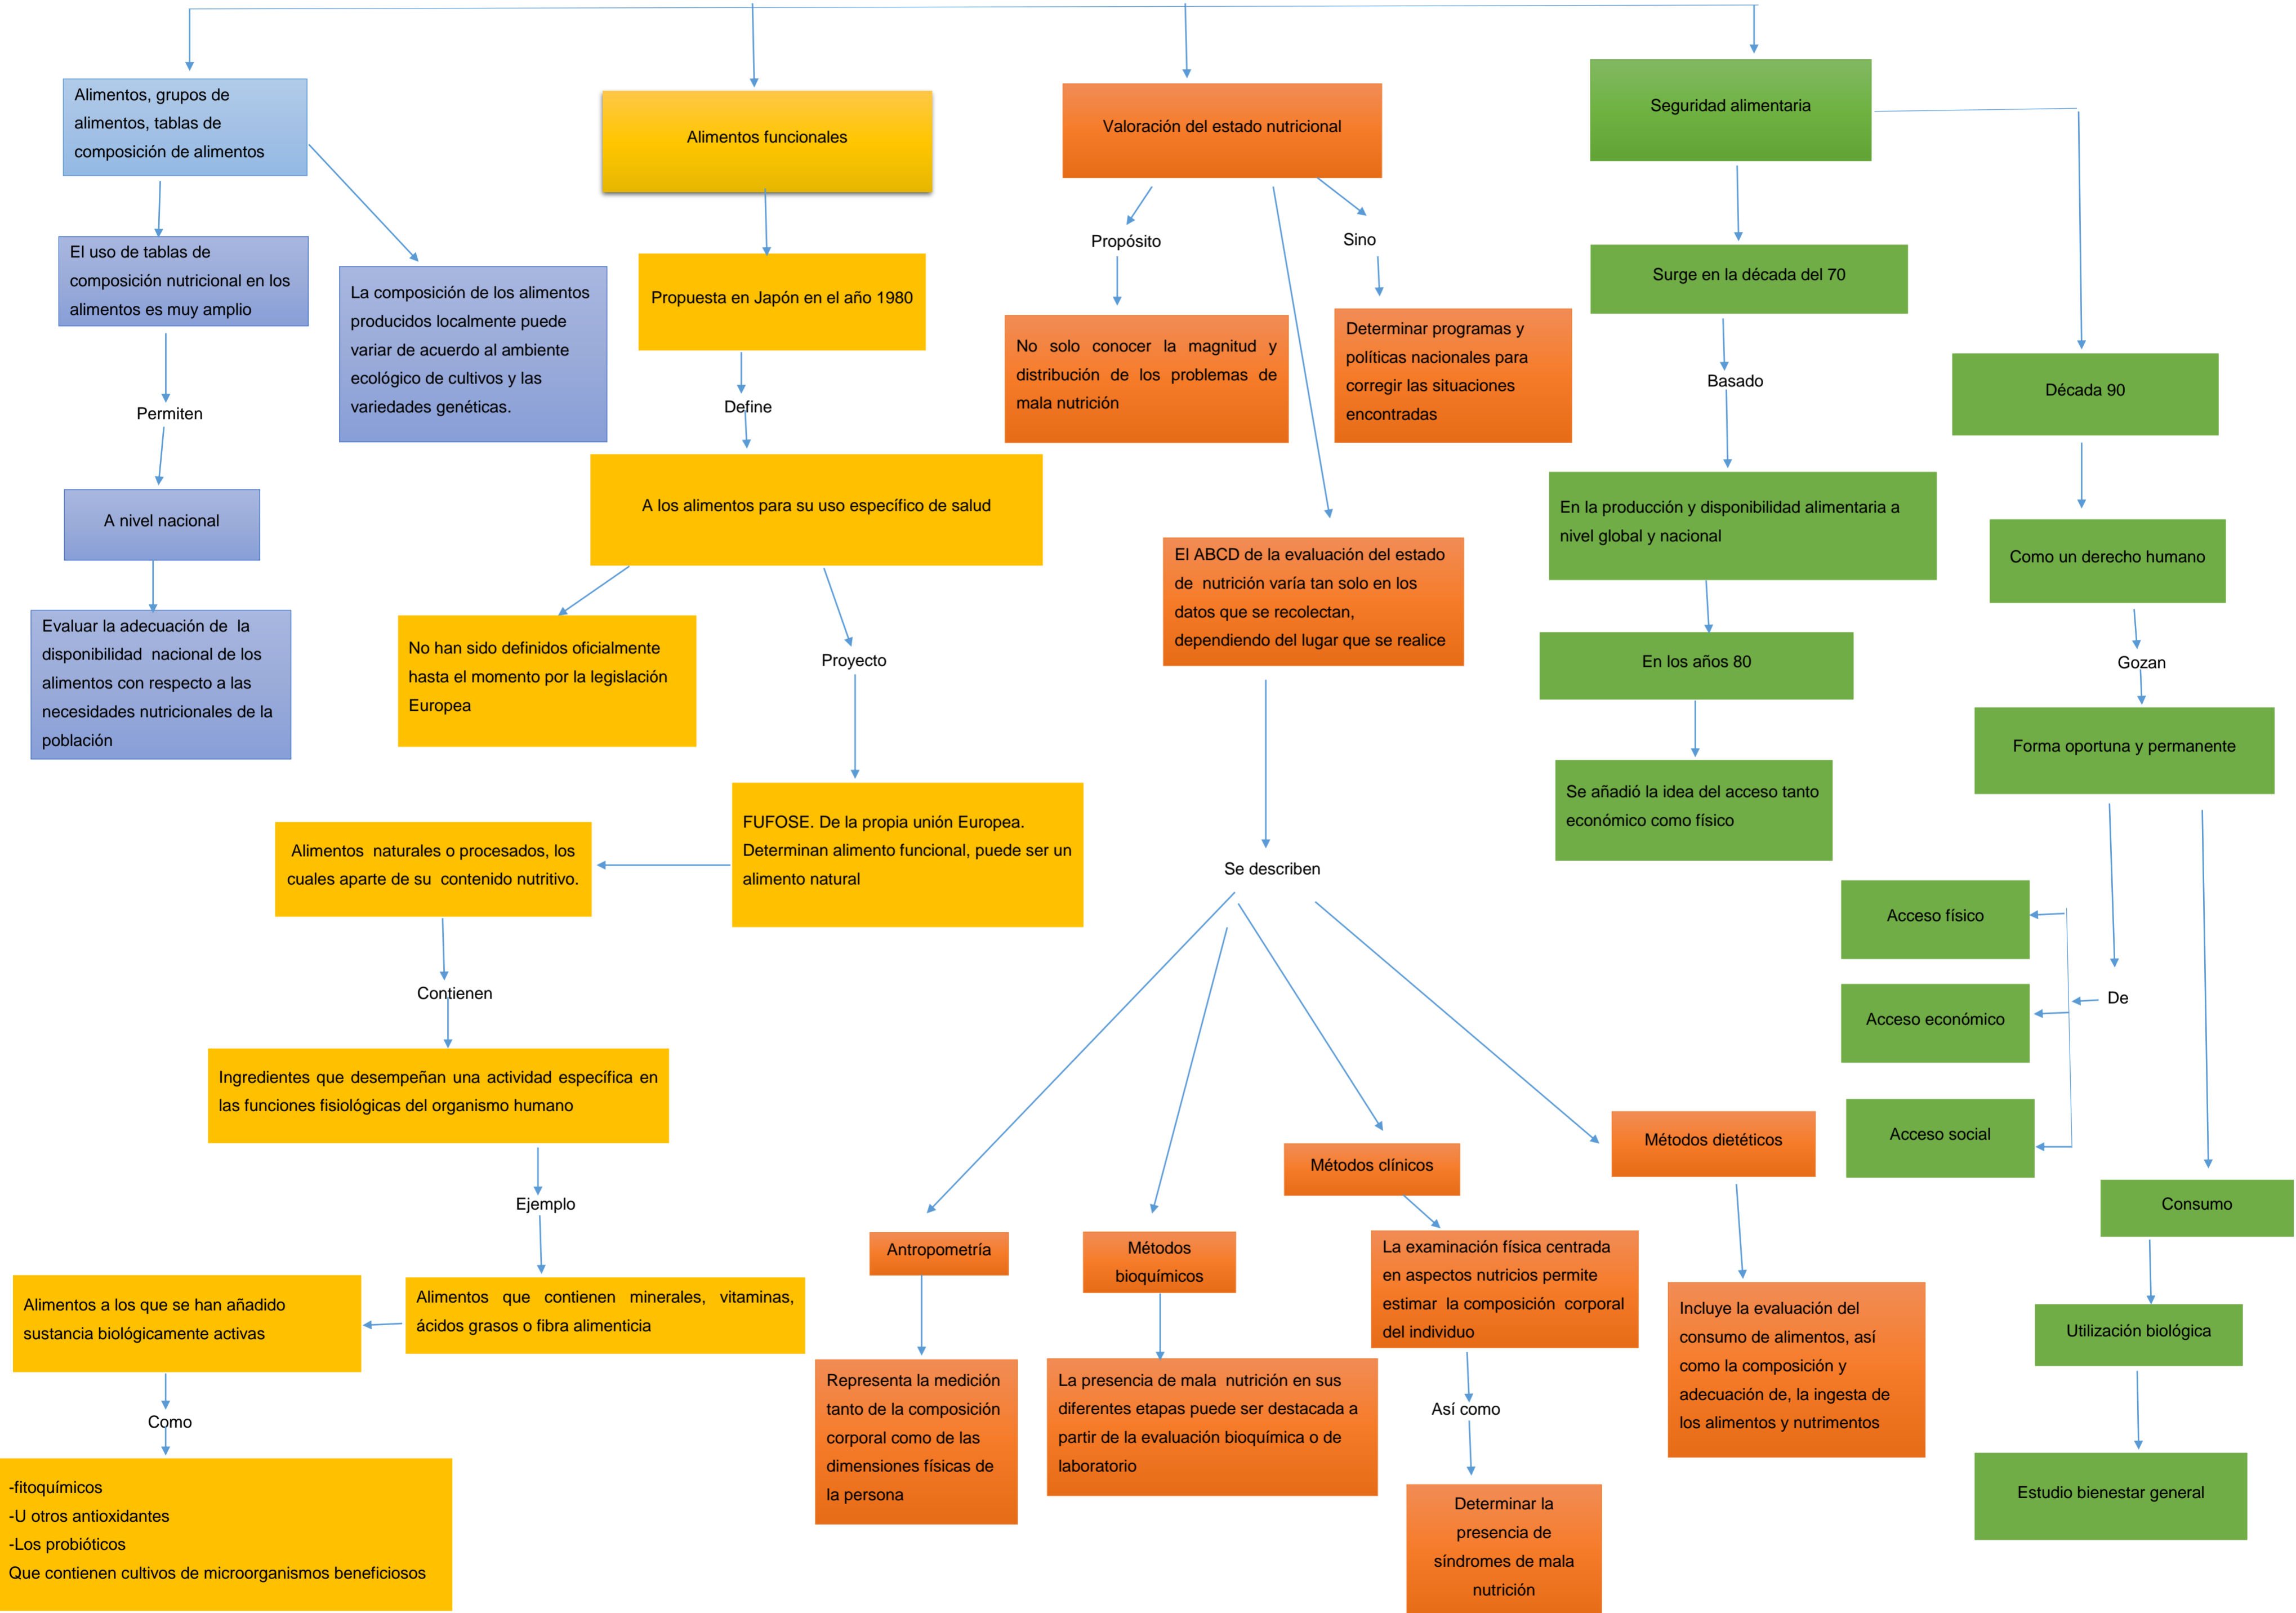 Alimentos, grupos de
alimentos, tablas de
composición de alimentos
El uso de tablas de
composición nutricional en los
alimentos es muy amplio
La composición de los alimentos
producidos localmente puede
variar de acuerdo al ambiente
ecológico de cultivos y las
variedades genéticas.
Permiten
A nivel nacional
Evaluar la adecuación de la
disponibilidad nacional de los
alimentos con respecto a las
necesidades nutricionales de la
población
Alimentos funcionales
Propuesta en Japón en el año 1980
Define
A los alimentos para su uso específico de salud
No han sido definidos oficialmente
hasta el momento por la legislación
Europea
Proyecto
FUFOSE. De la propia unión Europea.
Determinan alimento funcional, puede ser un
alimento natural
Alimentos naturales o procesados, los
cuales aparte de su contenido nutritivo.
Contienen
Ingredientes que desempeñan una actividad específica en
las funciones fisiológicas del organismo humano
Ejemplo
Alimentos que contienen minerales, vitaminas,
ácidos grasos o fibra alimenticia
Alimentos a los que se han añadido
sustancia biológicamente activas
Como
-fitoquímicos
-U otros antioxidantes
-Los probióticos
Que contienen cultivos de microorganismos beneficiosos
Valoración del estado nutricional
Propósito
Sino
No solo conocer la magnitud y
distribución de los problemas de
mala nutrición
Determinar programas y
políticas nacionales para
corregir las situaciones
encontradas
El ABCD de la evaluación del estado
de nutrición varía tan solo en los
datos que se recolectan,
dependiendo del lugar que se realice
Se describen
Antropometría
Representa la medición
tanto de la composición
corporal como de las
dimensiones físicas de
la persona
Métodos
bioquímicos
La presencia de mala nutrición en sus
diferentes etapas puede ser destacada a
partir de la evaluación bioquímica o de
laboratorio
Métodos clínicos
La examinación física centrada
en aspectos nutricios permite
estimar la composición corporal
del individuo
Así como
Determinar la
presencia de
síndromes de mala
nutrición
Métodos dietéticos
Incluye la evaluación del
consumo de alimentos, así
como la composición y
adecuación de, la ingesta de
los alimentos y nutrimentos
Seguridad alimentaria
Surge en la década del 70
Basado
En la producción y disponibilidad alimentaria a
nivel global y nacional
En los años 80
Se añadió la idea del acceso tanto
económico como físico
Década 90
Como un derecho humano
Gozan
Forma oportuna y permanente
De
Acceso físico
Acceso económico
Acceso social
Consumo
Utilización biológica
Estudio bienestar general